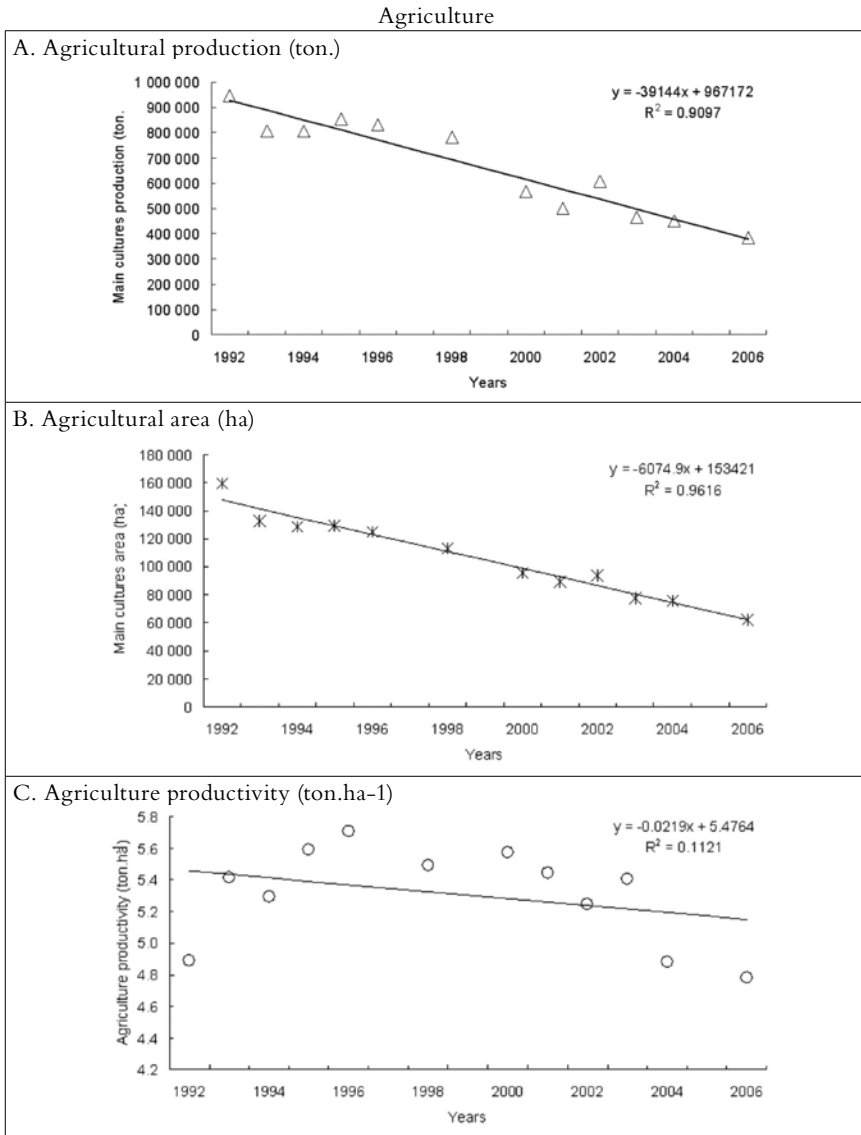 Agriculture
A. Agricultural production (ton.)
Main cultures production (ton.
1 000 000
900 000
800 000
700 000
600 000
500 000
400 000
300 000
200 000
100 000
0
y = -39144x + 967172
R² = 0.9097
1992 1994 1996 1998 2000 2002 2004 2006
Years
B. Agricultural area (ha)
Main cultures area (ha)
180 000
160 000
140 000
120 000
100 000
80 000
60 000
40 000
20 000
0
y = -6074.9x + 153421
R² = 0.9616
1992 1994 1996 1998 2000 2002 2004 2006
Years
C. Agriculture productivity (ton.ha-1)
Agriculture productivity (ton.ha)
5.8
5.6
5.4
5.2
5.0
4.8
4.6
4.4
4.2
y = -0.0219x + 5.4764
R² = 0.1121
1992 1994 1996 1998 2000 2002 2004 2006
Years